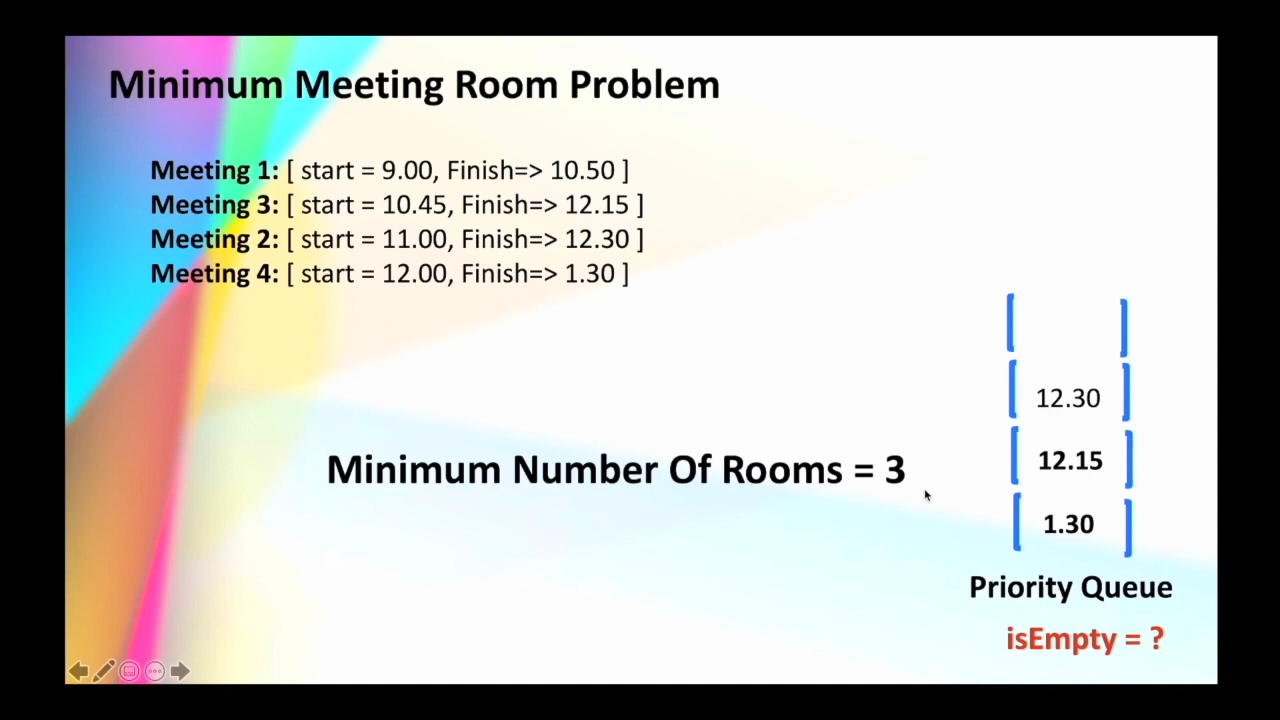 Minimum Meeting Room Problem
Meeting 1: [ start = 9.00, Finish=> 10.50 ]
Meeting 3: [ start = 10.45, Finish=> 12.15 ]
Meeting 2: [ start = 11.00, Finish=> 12.30 ]
Meeting 4: [ start = 12.00, Finish=> 1.30 ]
12.30
12.15
1.30
Minimum Number Of Rooms = 3
Priority Queue
isEmpty = ?